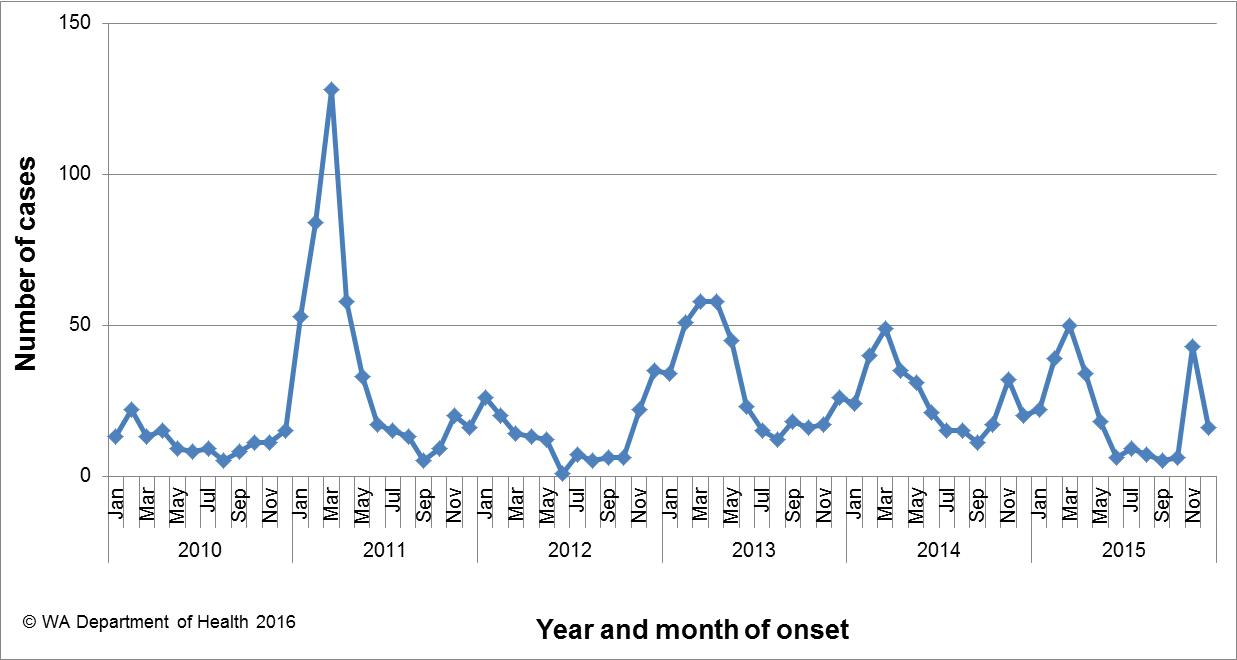 150
100
50
0
Number of cases
Jan Mar May Jul Sep Nov Jan Mar May Jul Sep Nov Jan Mar May Jul Sep Nov Jan Mar May Jul Sep Nov Jan Mar May Jul Sep Nov Jan Mar May Jul Sep Nov
2010 2011 2012 2013 2014 2015
© WA Department of Health 2016
Year and month of onset